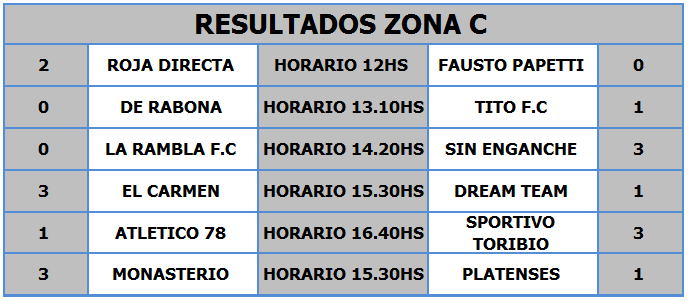 RESULTADOS ZONA C
2 ROJA DIRECTA HORARIO 12HS FAUSTO PAPETTI 0
0 DE RABONA HORARIO 13.10HS TITO F.C 1
0 LA RAMBLA F.C HORARIO 14.20HS SIN ENGANCHE 3
3 EL CARMEN HORARIO 15.30HS DREAM TEAM 1
1 ATLETICO 78 HORARIO 16.40HS SPORTIVO TORIBIO 3
3 MONASTERIO HORARIO 15.30HS PLATENSES 1